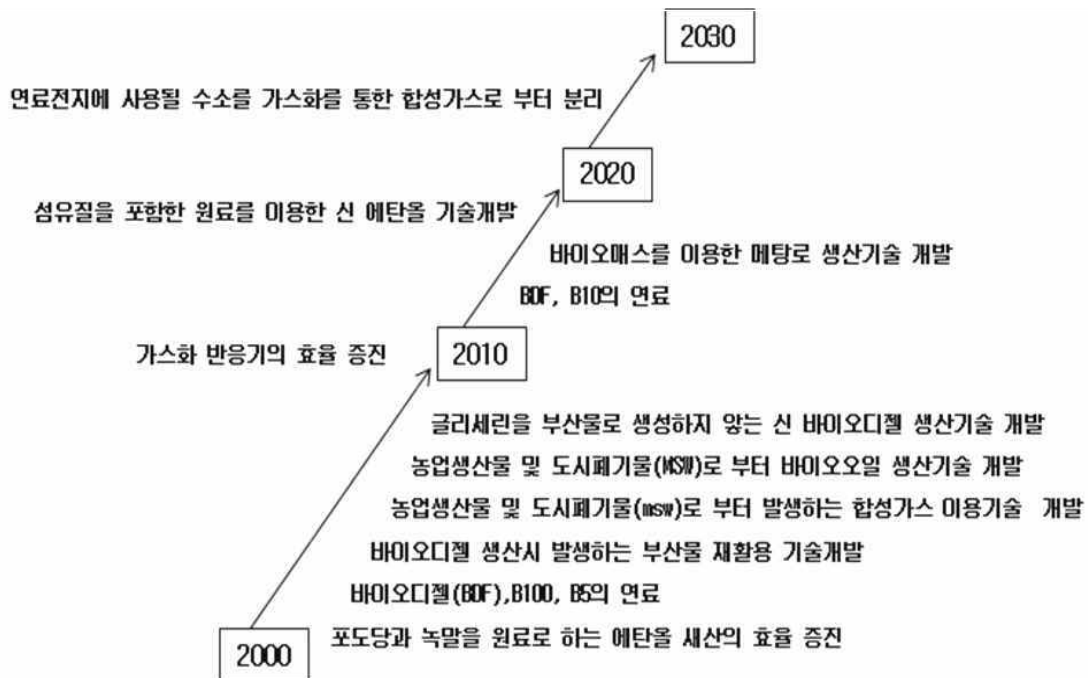 2030
연료전지에 사용될 수소를 가스화를 통한 합성가스로 부터 분리
2020
섬유질을 포함한 원료를 이용한 신 에탄올 기술개발
바이오매스를 이용한 메탕로 생산기술 개발
BDF, B10의 연료
2010
가스화 반응기의 효율 증진
글리세린을 부산물로 생성하지 않는 신 바이오디젤 생산기술 개발
농업생산물 및 도시폐기물(MSW)로 부터 바이오오일 생산기술 개발
농업생산물 및 도시폐기물(msw)로 부터 발생하는 합성가스 이용기술 개발
바이오디젤 생산시 발생하는 부산물 재활용 기술개발
바이오디젤(BDF),B100, B5의 연료
포도당과 녹말을 원료로 하는 에탄올 새산의 효율 증진
2000